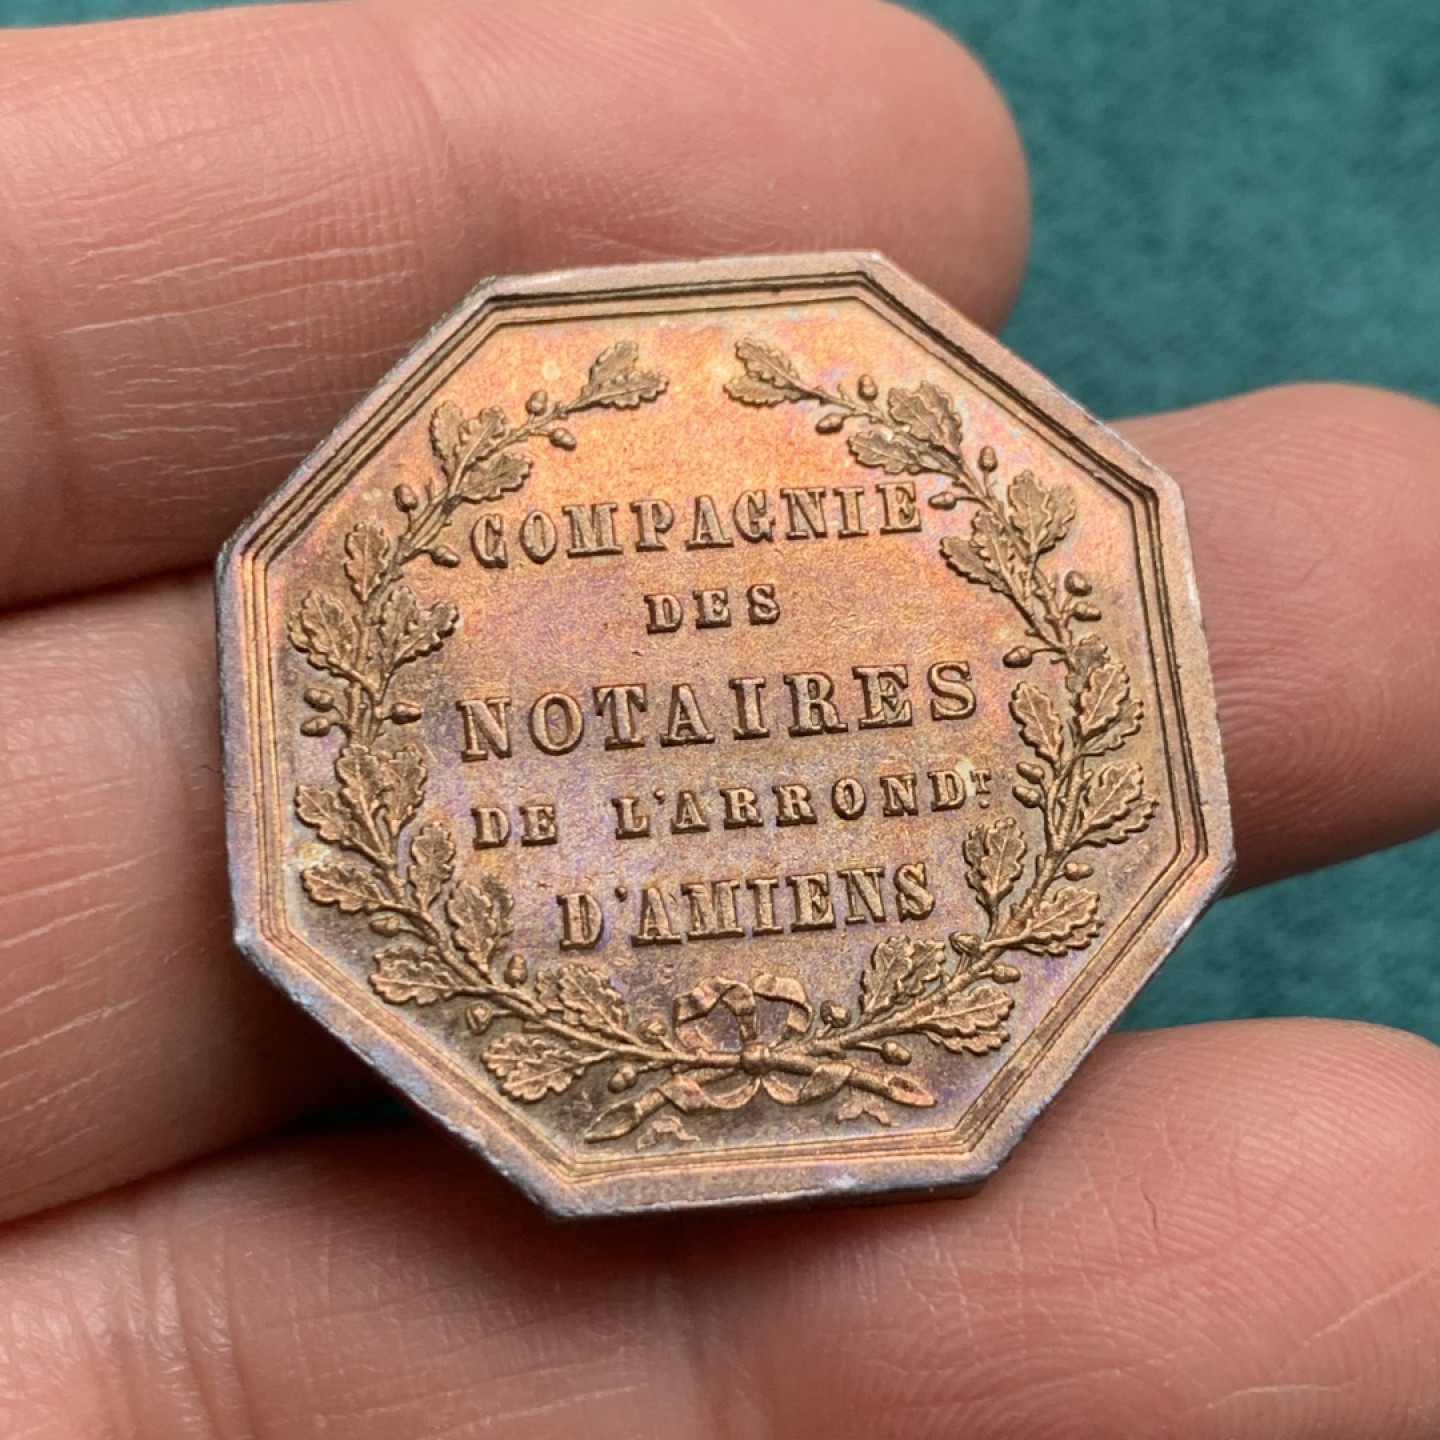 COMPAGNIE
DES
NOTAIRES
DE L'ARRONDT
D'AMIENS